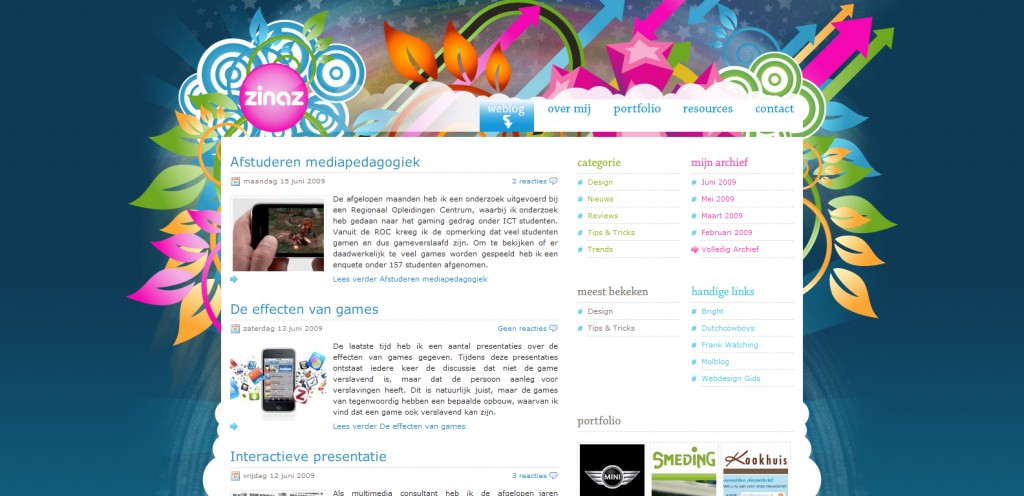 zinaz
weblog
over mij
portfolio
resources
contact
Afstuderen mediapedagogiek
maandag 15 juni 2009
2 reacties
De afgelopen maanden heb ik een onderzoek uitgevoerd bij
een Regionaal Opleidingen Centrum, waarbij ik onderzoek
heb gedaan naar het gaming gedrag onder ICT studenten.
Vanuit de ROC kreeg ik de opmerking dat veel studenten
gamen en dus gameverslaafd zijn. Om te bekijken of er
daadwerkelijk te veel games worden gespeeld heb ik een
enquete onder 157 studenten afgenomen.
Lees verder Afstuderen mediapedagogiek
De effecten van games
zaterdag 13 juni 2009
Geen reacties
De laatste tijd heb ik een aantal presentaties over de
effecten van games gegeven. Tijdens deze presentaties
ontstaat iedere keer de discussie dat niet de game
verslavend is, maar dat de persoon aanleg voor
verslavingen heeft. Dit is natuurlijk juist, maar de games
van tegenwoordig hebben een bepaalde opbouw, waarvan ik
vind dat een game ook verslavend kan zijn.
Lees verder De effecten van games
Interactieve presentatie
vrijdag 12 juni 2009
3 reacties
Als multimedia consultant heb ik de afgelopen jaren
categorie
# Design
# Nieuws
# Reviews
# Tips & Tricks
# Trends
mijn archief
# Juni 2009
# Mei 2009
# Maart 2009
# Februari 2009
Volledig Archief
meest bekeken
# Design
# Tips & Tricks
handige links
# Bright
# Dutchcowboys
# Frank Watching
# Molblog
# Webdesign Gids
portfolio
MINI
SMEDING
Kookhuis